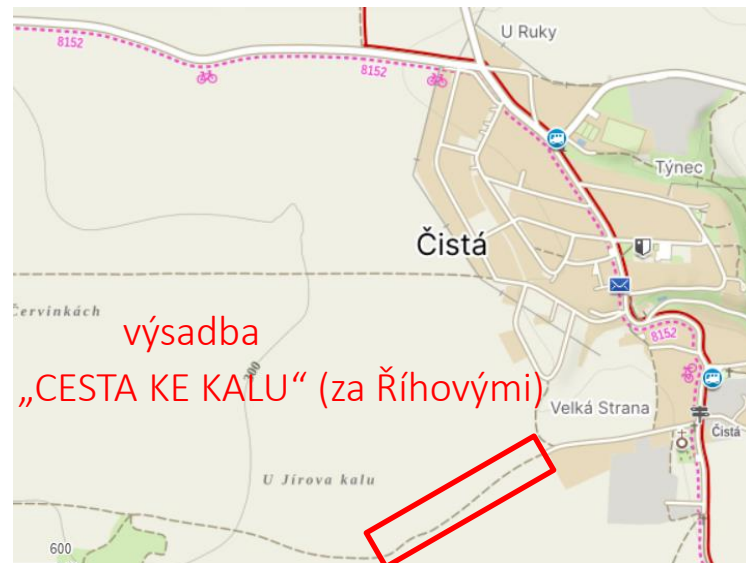 U Ruky
8152
8152
Týnec
Čistá
Červinkách
výsadba
8152
300
„CESTA KE KALU“ (za Říhovými)
Velká Strana
Čistá
U Jírova kalu
600